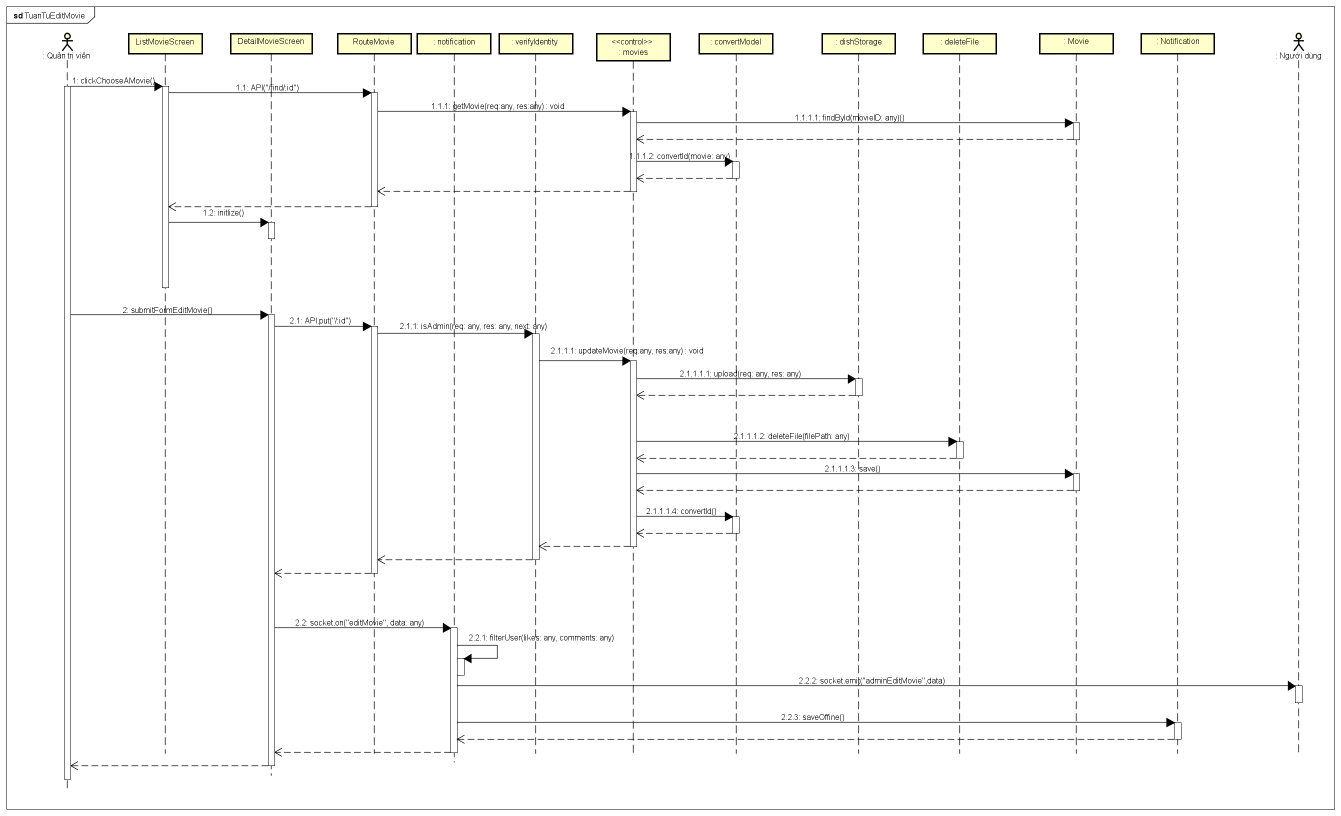 sd TuanTuEditMovie
: Quản trị viên
ListMovieScreen
DetailMovieScreen
RouteMovie
: notification
: verifyIdentity
<<control>>
: movies
: convertModel
: dishStorage
: deleteFile
: Movie
: Notification
: Người dùng
1: clickChooseAMovie()
1.1: API("/find/:id")
1.1.1: getMovie(req:any, res:any) : void
1.1.1.1: findById(movieID: any)()
1.1.1.2: convertId(movie: any)
1.2: initlize()
2: submitFormEditMovie()
2.1: API.put("/:id")
2.1.1: isAdmin(req: any, res: any, next: any)
2.1.1.1: updateMovie(req:any, res:any) : void
2.1.1.1.1: upload(req: any, res: any)
2.1.1.1.2: deleteFile(filePath: any)
2.1.1.1.3: save()
2.1.1.1.4: convertId()
2.2: socket.on("editMovie", data: any)
2.2.1: filterUser(likes: any, comments: any)
2.2.2: socket.emit("adminEditMovie",data)
2.2.3: saveOffine()